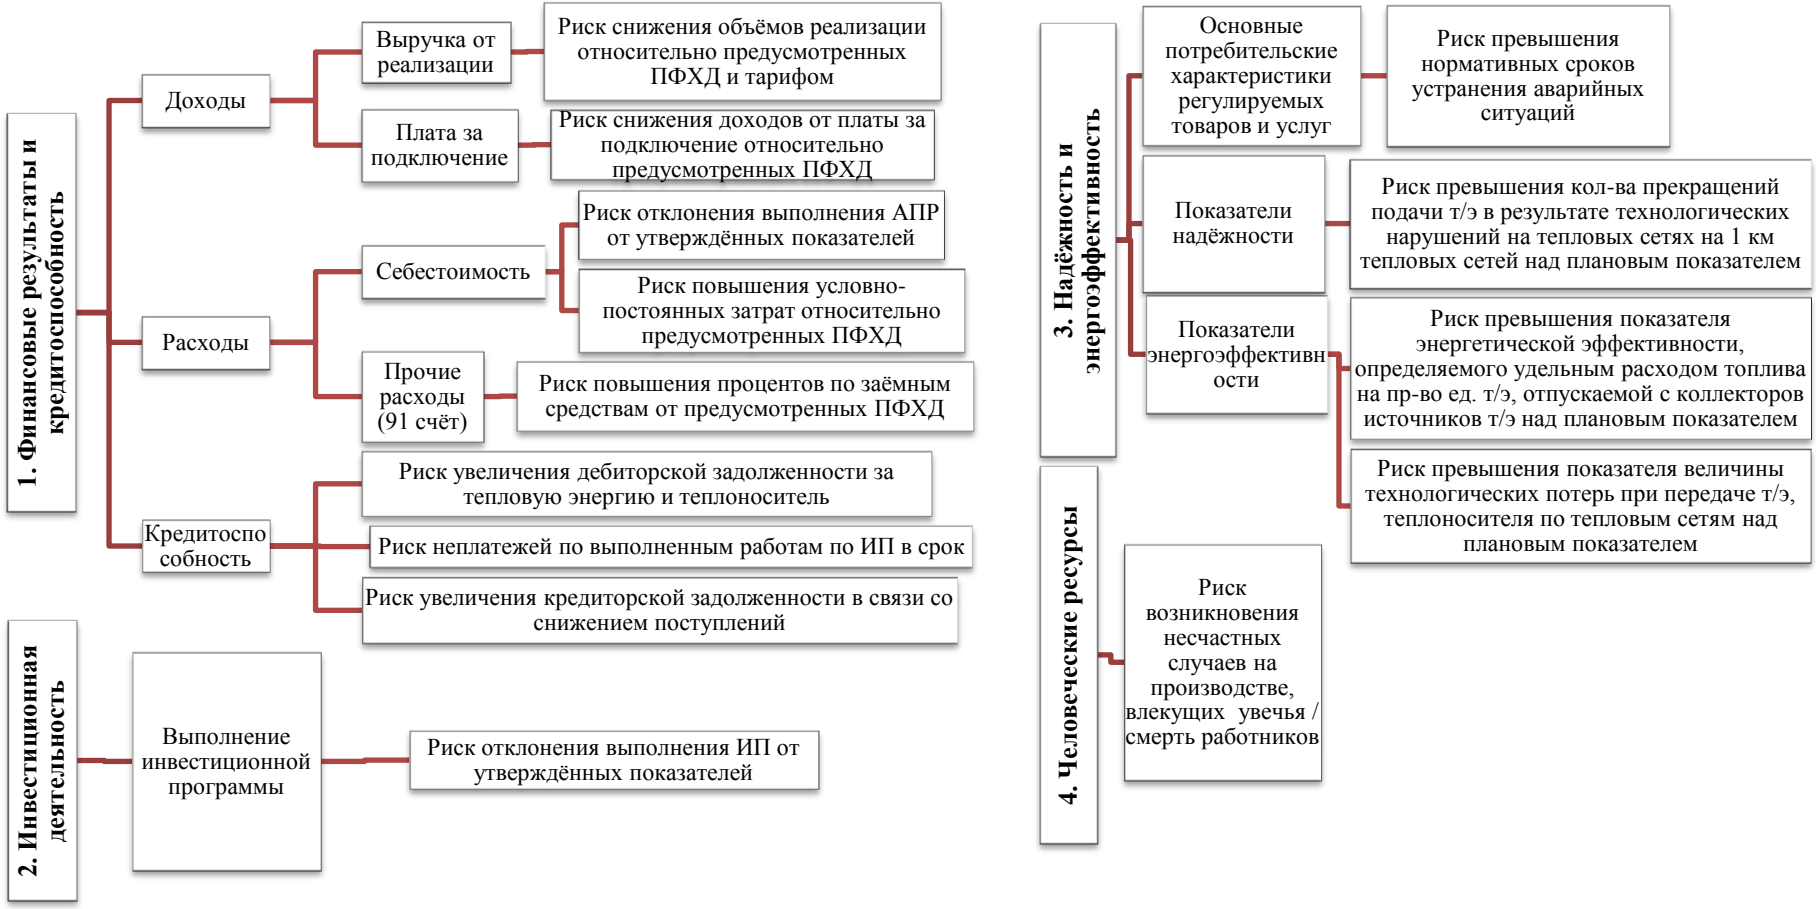 1. Финансовые результаты и
кредитоспособность
Доходы
Выручка от
реализации
Риск снижения объёмов реализации
относительно предусмотренных
ПФХД и тарифом
Плата за
подключение
Риск снижения доходов от платы за
подключение относительно
предусмотренных ПФХД
Расходы
Себестоимость
Риск отклонения выполнения АПР
от утверждённых показателей
Риск повышения условно-
постоянных затрат относительно
предусмотренных ПФХД
Прочие
расходы
(91 счёт)
Риск повышения процентов по заёмным
средствам от предусмотренных ПФХД
Кредитоспо
собность
Риск увеличения дебиторской задолженности за
тепловую энергию и теплоноситель
Риск неплатежей по выполненным работам по ИП в срок
Риск увеличения кредиторской задолженности в связи со
снижением поступлений
2. Инвестиционная
деятельность
Выполнение
инвестиционной
программы
Риск отклонения выполнения ИП от
утверждённых показателей
3. Надёжность и
энергоэффективность
Основные
потребительские
характеристики
регулируемых
товаров и услуг
Риск превышения
нормативных сроков
устранения аварийных
ситуаций
Показатели
надёжности
Риск превышения кол-ва прекращений
подачи т/э в результате технологических
нарушений на тепловых сетях на 1 км
тепловых сетей над плановым показателем
Показатели
энергоэффективн
ости
Риск превышения показателя
энергетической эффективности,
определяемого удельным расходом топлива
на пр-во ед. т/э, отпускаемой с коллекторов
источников т/э над плановым показателем
Риск превышения показателя величины
технологических потерь при передаче т/э,
теплоносителя по тепловым сетям над
плановым показателем
4. Человеческие ресурсы
Риск
возникновения
несчастных
случаев на
производстве,
влекущих увечья /
смерть работников